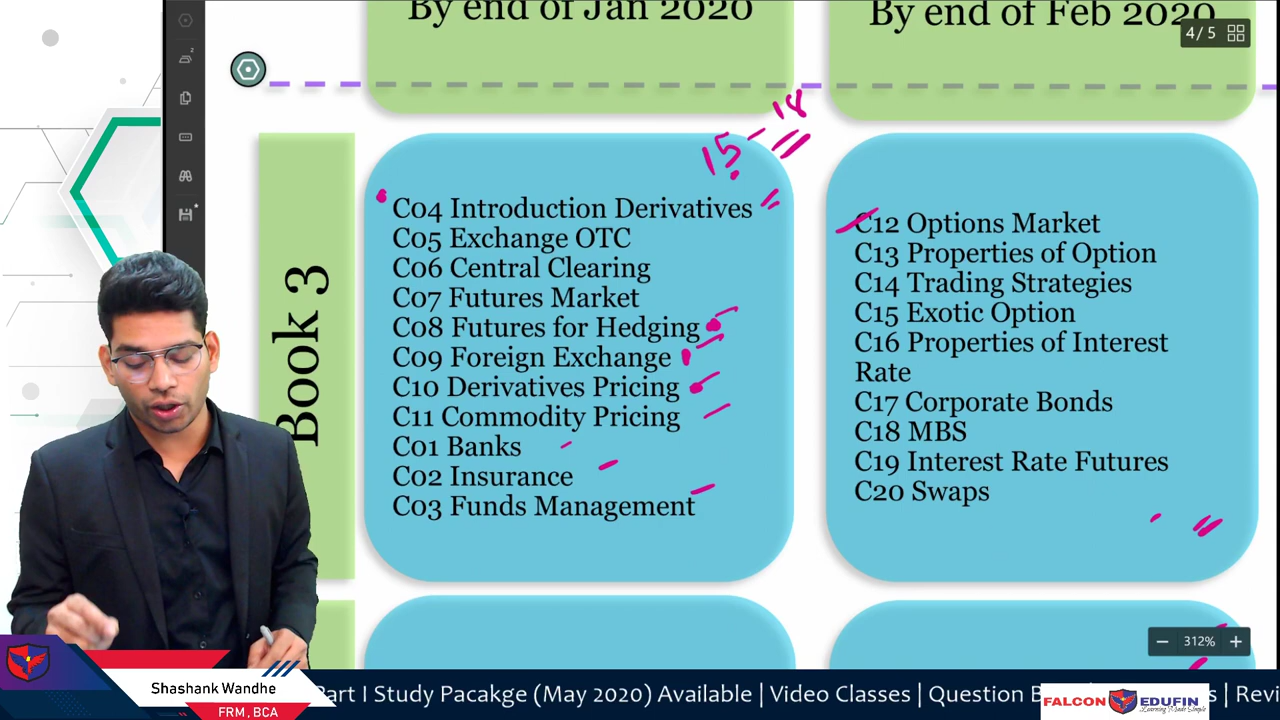 By end of Jan 2020
By end of Feb 2020
4/5
15-18
Book 3
C04 Introduction Derivatives
C05 Exchange OTC
C06 Central Clearing
C07 Futures Market
C08 Futures for Hedging
C09 Foreign Exchange
C10 Derivatives Pricing
C11 Commodity Pricing
C01 Banks
C02 Insurance
C03 Funds Management
C12 Options Market
C13 Properties of Option
C14 Trading Strategies
C15 Exotic Option
C16 Properties of Interest
Rate
C17 Corporate Bonds
C18 MBS
C19 Interest Rate Futures
C20 Swaps
312%
Shashank Wandhe
FRM, BCA
Part I Study Pacakge (May 2020) Available | Video Classes | Question
FALCON EDUFIN
Learning Made Simple